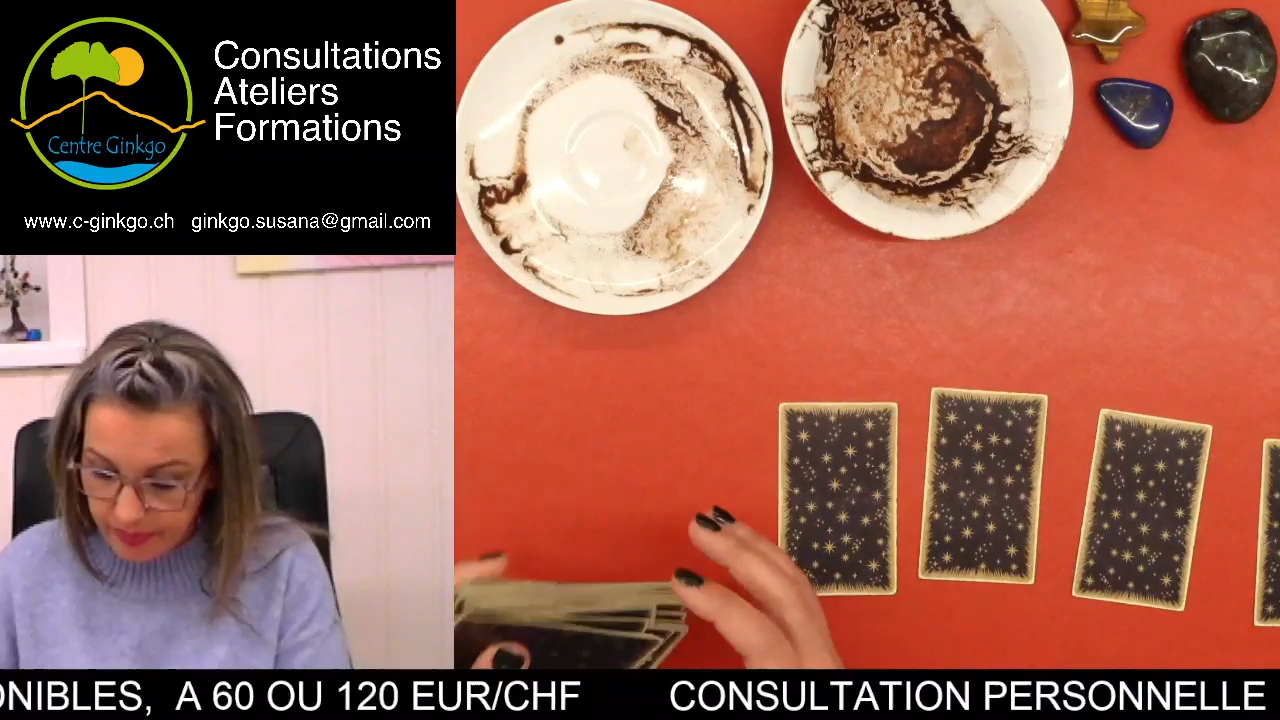 Consultations
Ateliers
Formations
Centre Ginkgo
www.c-ginkgo.ch ginkgo.susana@gmail.com
ONIBLES, A 60 OU 120 EUR/CHF CONSULTATION PERSONNELLE